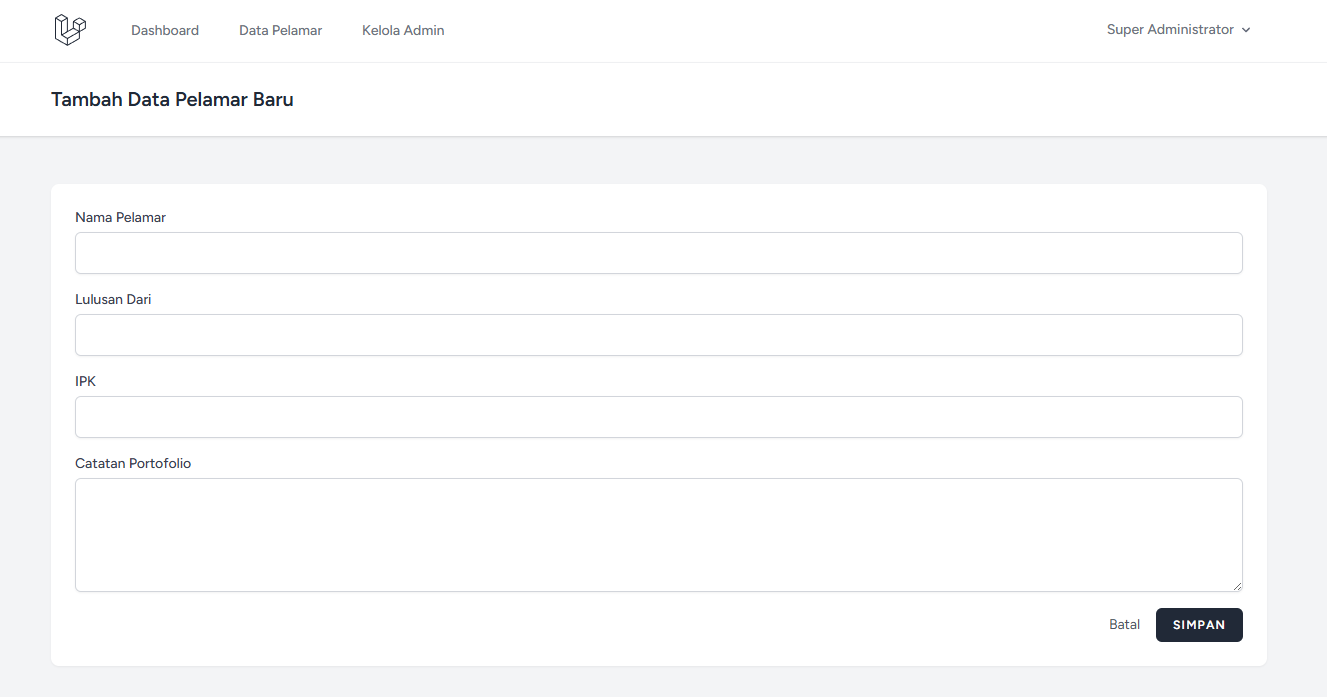 Dashboard Data Pelamar Kelola Admin Super Administrator
Tambah Data Pelamar Baru
Nama Pelamar
Lulusan Dari
IPK
Catatan Portofolio
Batal SIMPAN